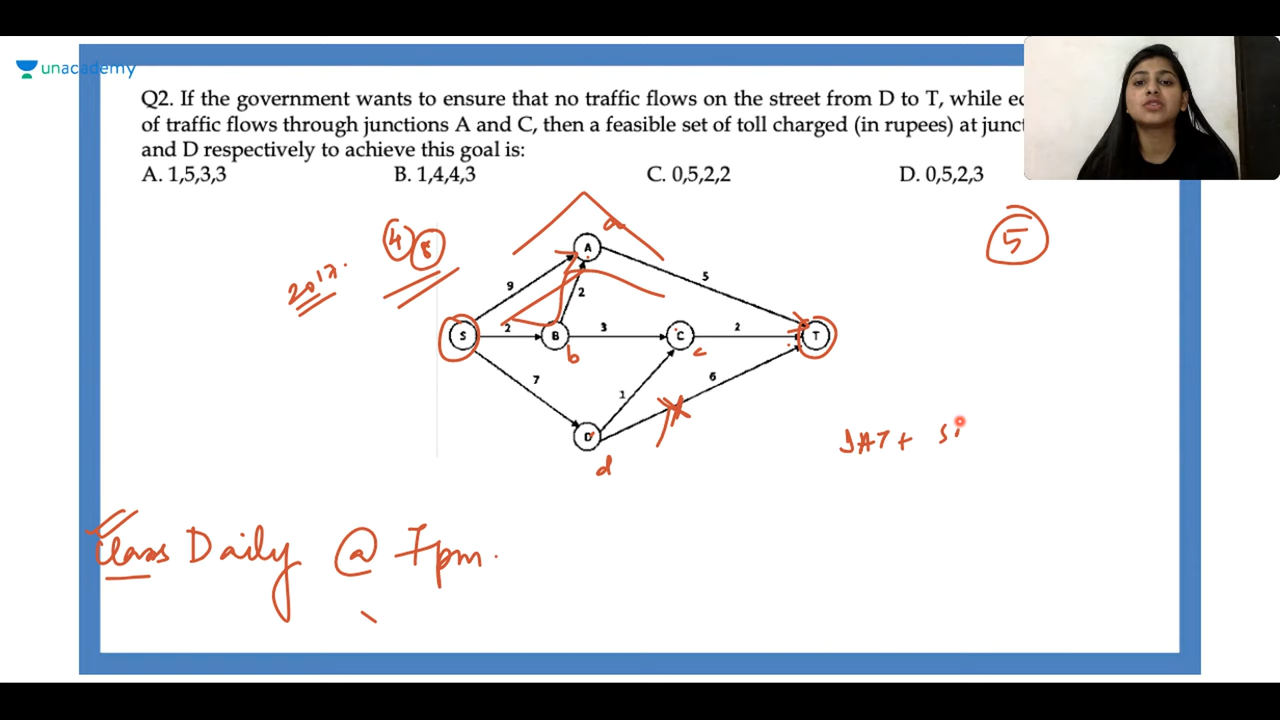 unacademy
Q2. If the government wants to ensure that no traffic flows on the street from D to T, while
of traffic flows through junctions A and C, then a feasible set of toll charged (in rupees) at
and D respectively to achieve this goal is:
A. 1,5,3,3 B. 1,4,4,3 C. 0,5,2,2 D. 0,5,2,3
a
4
5
A
2017.
5
9
2
S
2
B
3
C
2
T
b
c
7
1
6
D
d
Class Daily @ 7pm.